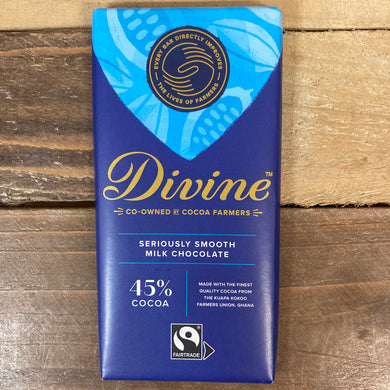 EVERY BAR DIRECTLY IMPROVES
THE LIVES OF FARMERS
Divine™
CO-OWNED BY COCOA FARMERS
SERIOUSLY SMOOTH
MILK CHOCOLATE
45%
COCOA
MADE WITH THE FINEST
QUALITY COCOA FROM
THE KUAPA KOKOO
FARMERS UNION, GHANA
FAIRTRADE